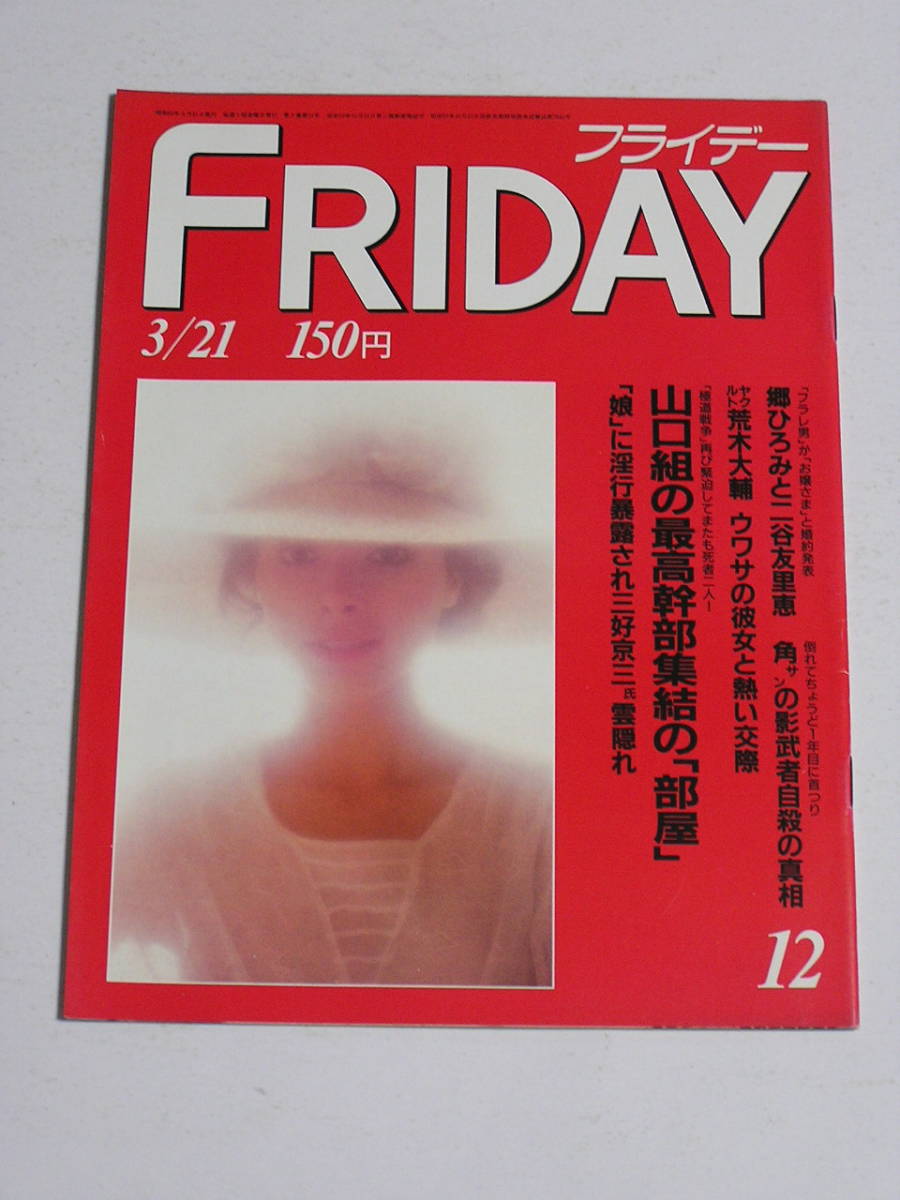 フライデー
FRIDAY
3/21 150円
「フラレ男」が「お嬢さま」と婚約発表
郷ひろみと二谷友里恵
倒れてちょうど1年目に首つり
角サンの影武者自殺の真相
ヤクルト荒木大輔 ウワサの彼女と熱い交際
「極道戦争」再び緊迫してまたも死者二人ー
山口組の最高幹部集結の「部屋」
「娘」に淫行暴露され三好京三氏雲隠れ
12